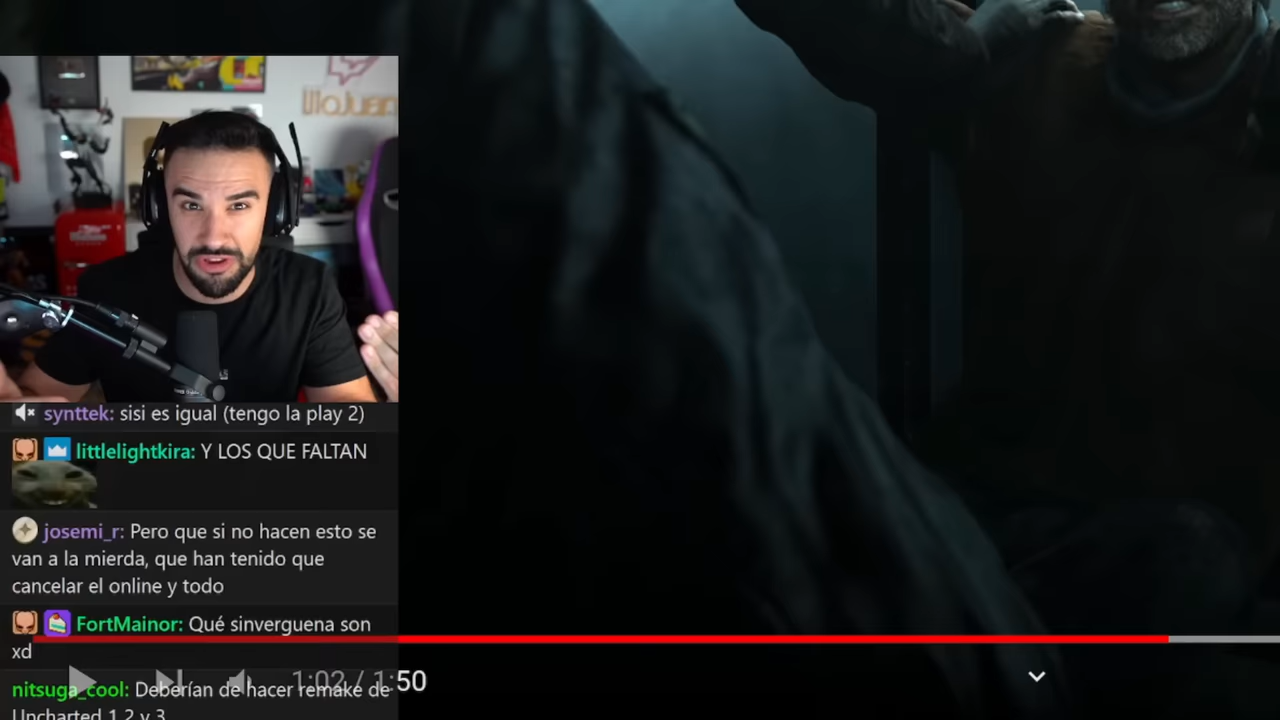 IlloJuan
synttek: sisi es igual (tengo la play 2)
littlelightkira: Y LOS QUE FALTAN
josemi_r: Pero que si no hacen esto se
van a la mierda, que han tenido que
cancelar el online y todo
FortMainor: Qué sinverguena son
xd
1:02 / 1:50
nitsuga_cool: Deberían de hacer remake de
Uncharted 1 2 y 3